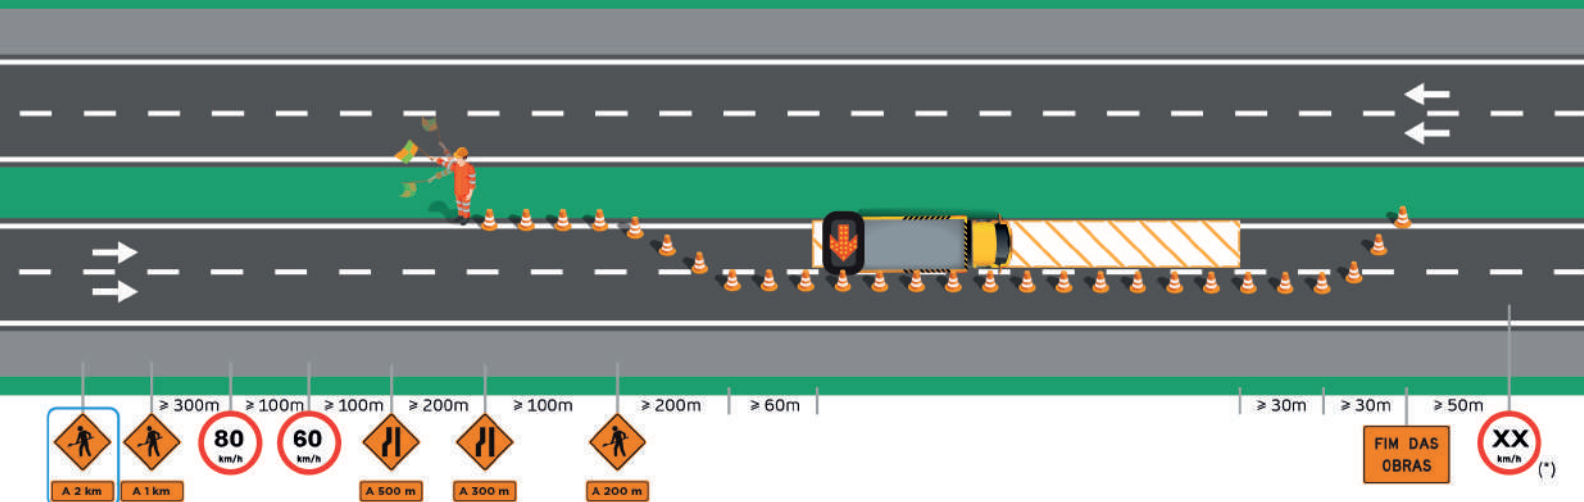 ≥ 300m ≥ 100m ≥ 100m ≥ 200m ≥ 100m ≥ 200m ≥ 60m ≥ 30m ≥ 30m ≥ 50m
80
km/h
60
km/h
A 2 km
A 1 km
A 500 m
A 300 m
A 200 m
FIM DAS
OBRAS
XX
km/h
(*)